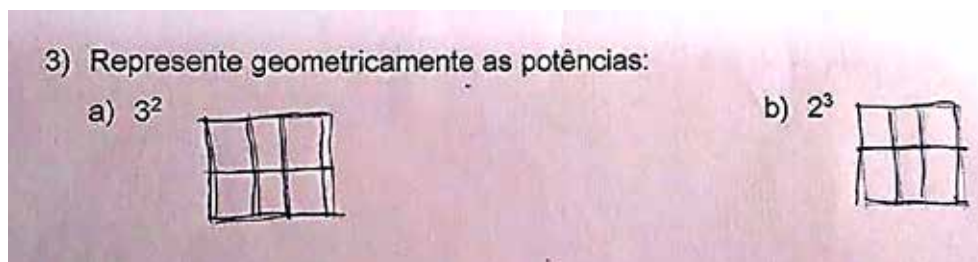 3) Represente geometricamente as potências:
a) 3² b) 2³